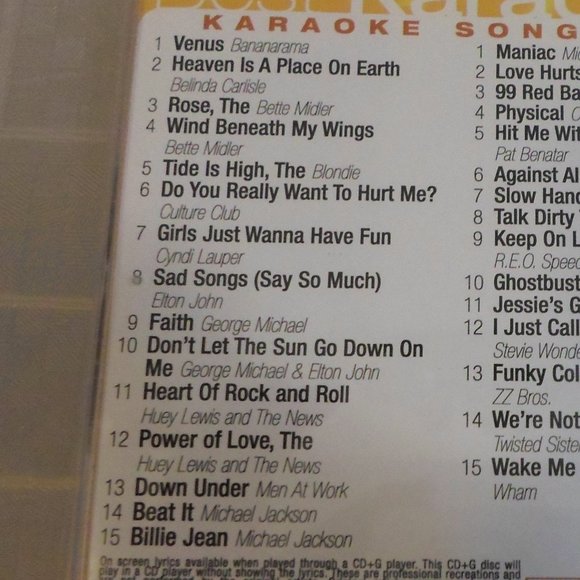 Best Karao
KARAOKE SONG
1 Venus Bananarama
2 Heaven Is A Place On Earth
Belinda Carlisle
3 Rose, The Bette Midler
4 Wind Beneath My Wings
Bette Midler
5 Tide Is High, The Blondie
6 Do You Really Want To Hurt Me?
Culture Club
7 Girls Just Wanna Have Fun
Cyndi Lauper
8 Sad Songs (Say So Much)
Elton John
9 Faith George Michael
10 Don't Let The Sun Go Down On
Me George Michael & Elton John
11 Heart Of Rock and Roll
Huey Lewis and The News
12 Power of Love, The
Huey Lewis and The News
13 Down Under Men At Work
14 Beat It Michael Jackson
15 Billie Jean Michael Jackson
1 Maniac Mi
2 Love Hurts
3 99 Red Ba
4 Physical
5 Hit Me Wit
Pat Benatar
6 Against Al
7 Slow Hand
8 Talk Dirty
9 Keep On L
R.E.O. Speed
10 Ghostbust
11 Jessie's G
12 I Just Call
Stevie Wonde
13 Funky Col
ZZ Bros.
14 We're Not
Twisted Siste
15 Wake Me
Wham
On screen lyrics available when played through a CD+G player. This CD+G disc will
play in a CD player without showing the lyrics. These are professional recreations and